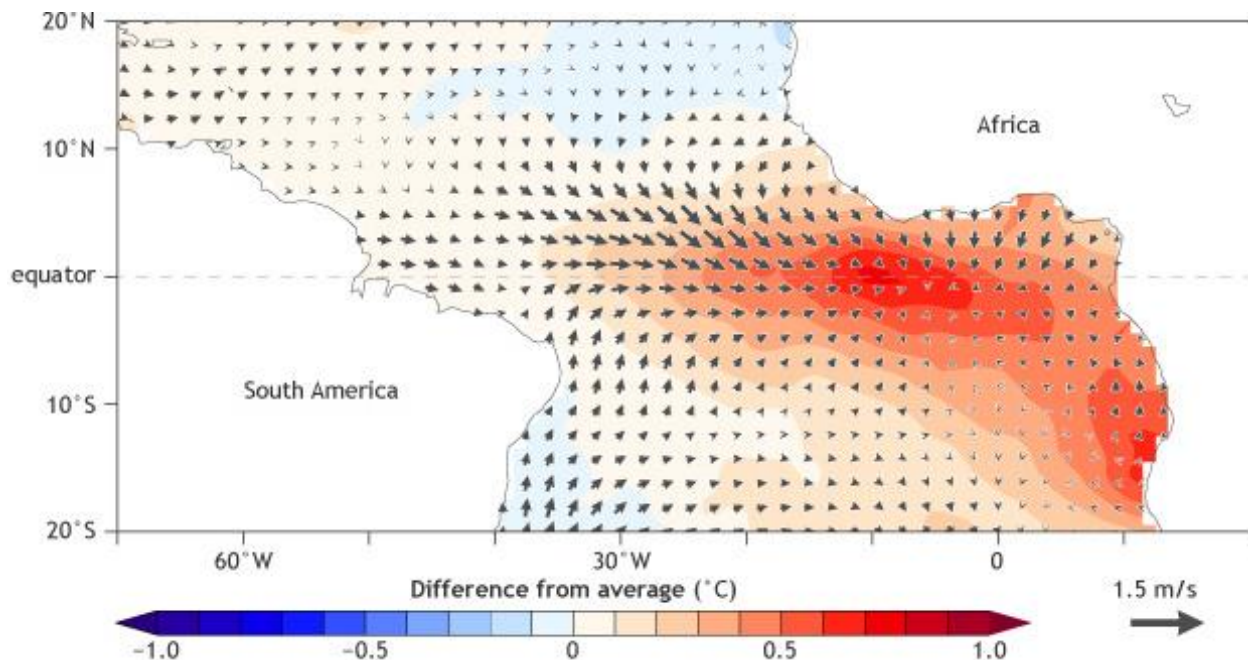 20°N
Africa
10°N
equator
South America
10°S
20°S
60°W 30°W 0
Difference from average (°C) 1.5 m/s
−1.0 −0.5 0 0.5 1.0